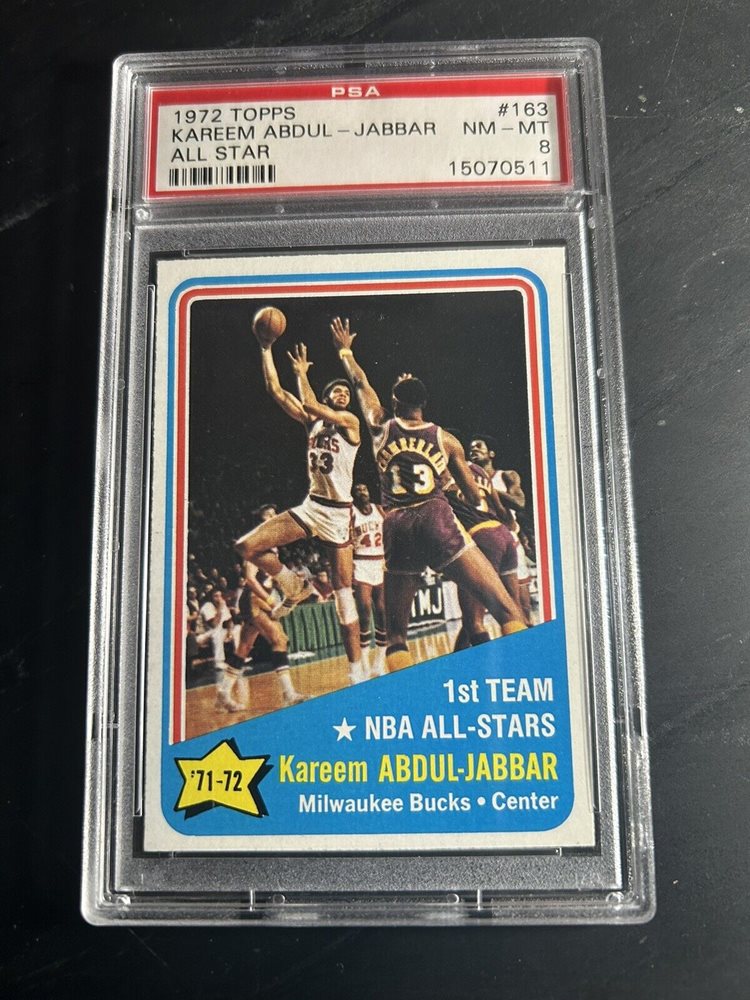 PSA
1972 TOPPS #163
KAREEM ABDUL-JABBAR NM-MT
ALL STAR 8
15070511
33
CHAMBERLAIN
13
42
1st TEAM
★ NBA ALL-STARS
'71-72
Kareem ABDUL-JABBAR
Milwaukee Bucks • Center